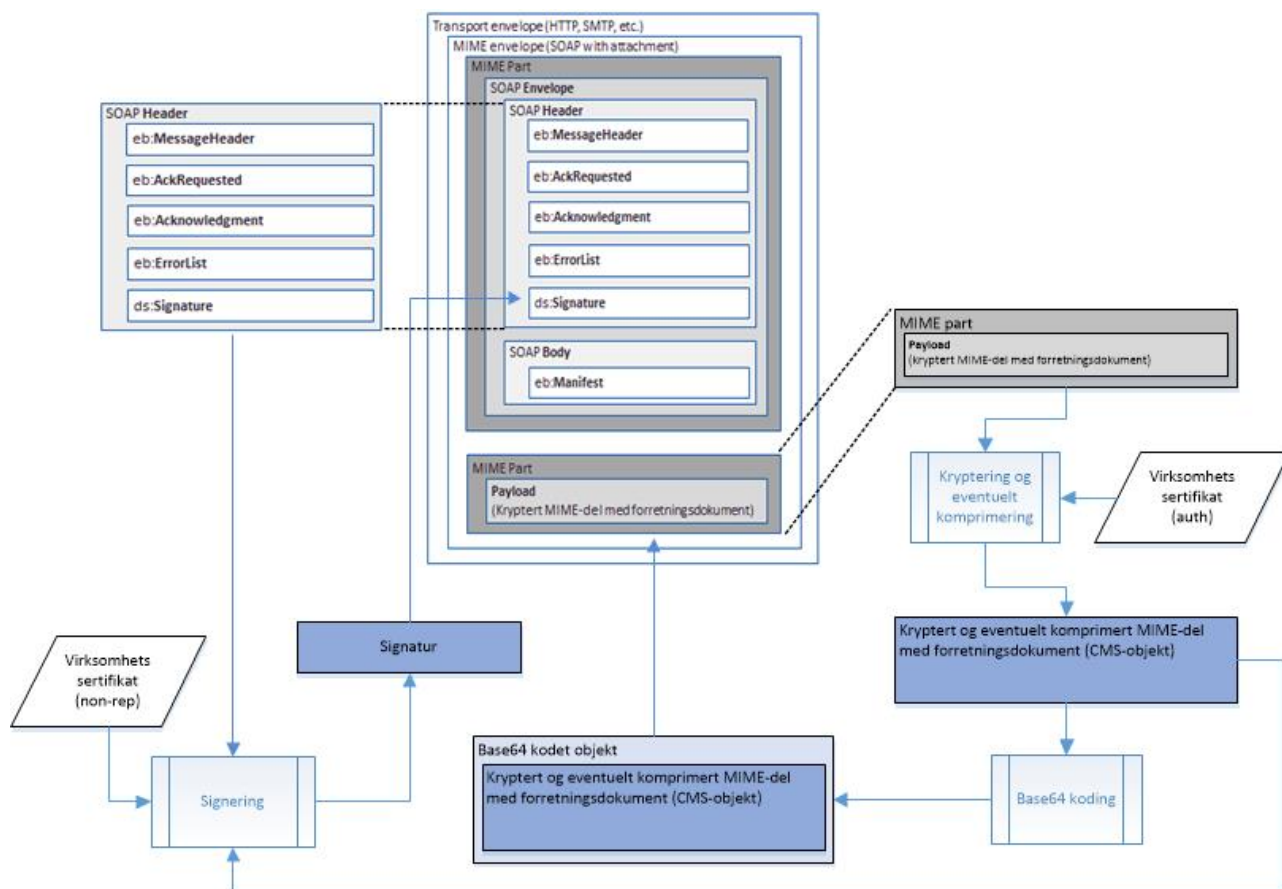 Transport envelope (HTTP, SMTP, etc.)
MIME envelope (SOAP with attachment)
MIME Part
SOAP Envelope
SOAP Header
eb:MessageHeader
eb:AckRequested
eb:Acknowledgment
eb:ErrorList
ds:Signature
SOAP Body
eb:Manifest
MIME Part
Payload
(Kryptert MIME-del med forretningsdokument)
SOAP Header
eb:MessageHeader
eb:AckRequested
eb:Acknowledgment
eb:ErrorList
ds:Signature
MIME part
Payload
(kryptert MIME-del med forretningsdokument)
Kryptering og
eventuelt
komprimering
Virksomhets
sertifikat
(auth)
Kryptert og eventuelt komprimert MIME-del
med forretningsdokument (CMS-objekt)
Base64 koding
Base64 kodet objekt
Kryptert og eventuelt komprimert MIME-del
med forretningsdokument (CMS-objekt)
Signatur
Virksomhets
sertifikat
(non-rep)
Signering